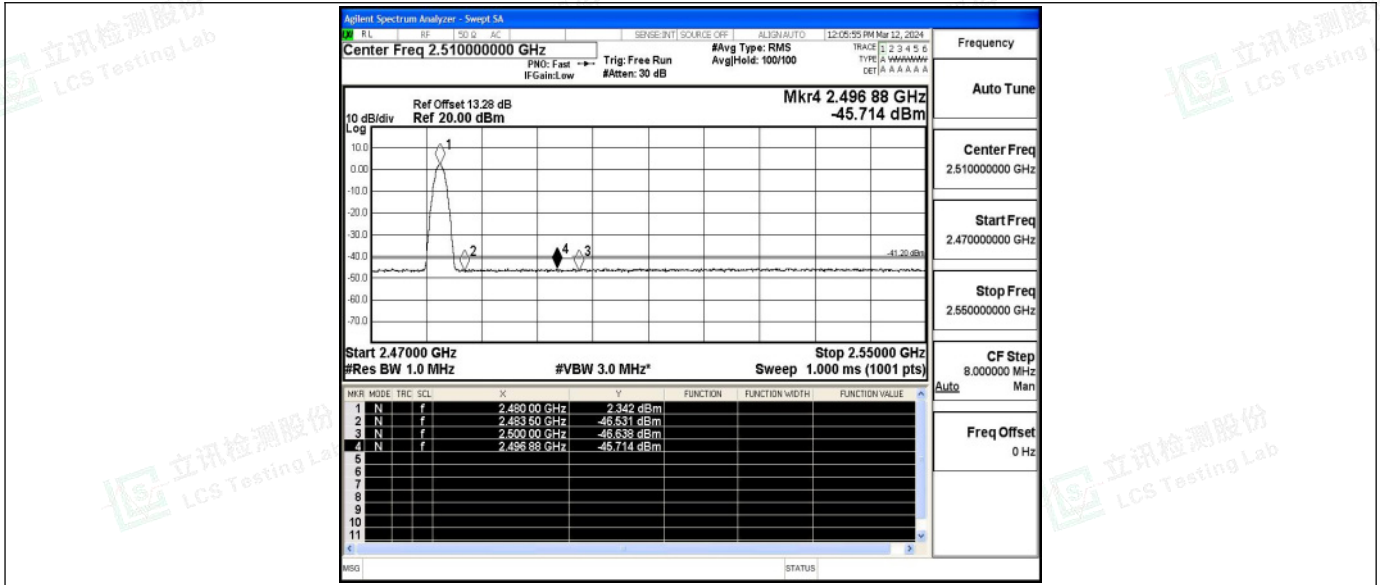 立讯检测股份
LCS Testing Lab
立讯检测股份
LCS Testing Lab
Agilent Spectrum Analyzer - Swept SA
RL RF 50 Ω AC SENSE:INT SOURCE OFF ALIGNAUTO 12:05:55 PM Mar 12, 2024
Center Freq 2.510000000 GHz
PNO: Fast
IFGain:Low
Trig: Free Run
#Atten: 30 dB
#Avg Type: RMS
Avg|Hold: 100/100
TRACE 1 2 3 4 5 6
TYPE A WWWWW
DET A A A A A A
Mkr4 2.496 88 GHz
-45.714 dBm
Ref Offset 13.28 dB
10 dB/div Ref 20.00 dBm
Log
10.0
0.00
-10.0
-20.0
-30.0
-40.0
-50.0
-60.0
-70.0
1
2
4
3
-41.20 dBm
Start 2.47000 GHz Stop 2.55000 GHz
#Res BW 1.0 MHz #VBW 3.0 MHz* Sweep 1.000 ms (1001 pts)
MKR MODE TRC SCL X Y FUNCTION FUNCTION WIDTH FUNCTION VALUE
1 N f 2.480 00 GHz 2.342 dBm
2 N f 2.483 50 GHz -46.531 dBm
3 N f 2.500 00 GHz -46.638 dBm
4 N f 2.496 88 GHz -45.714 dBm
5
6
7
8
9
10
11
MSG STATUS
Frequency
Auto Tune
Center Freq
2.510000000 GHz
Start Freq
2.470000000 GHz
Stop Freq
2.550000000 GHz
CF Step
8.000000 MHz
Auto Man
Freq Offset
0 Hz
立讯检测股份
LCS Testing Lab
立讯检测股份
LCS Testing Lab